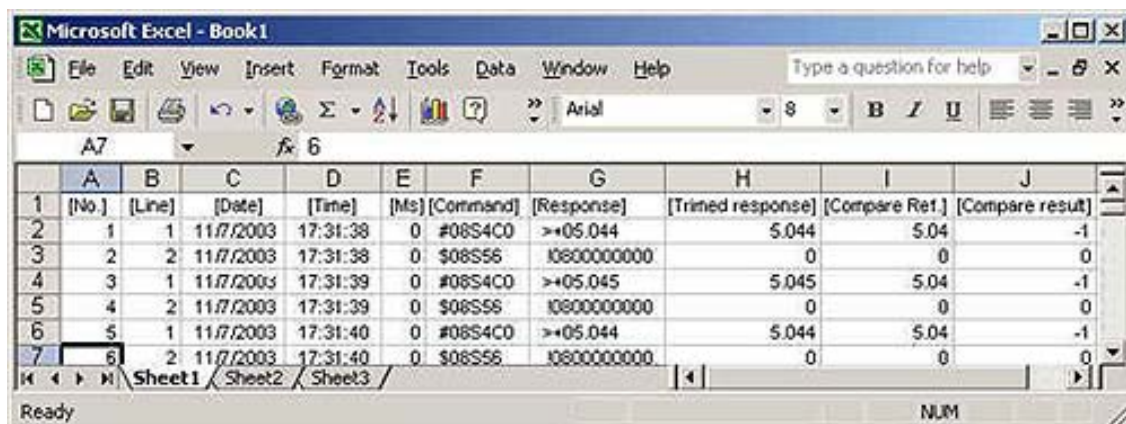 Microsoft Excel - Book1
File Edit View Insert Format Tools Data Window Help Type a question for help
Arial 8 B I U
A7 fx 6
A B C D E F G H I J
1 [No.] [Line] [Date] [Time] [Ms] [Command] [Response] [Trimed response] [Compare Ref.] [Compare result]
2 1 1 11/7/2003 17:31:38 0 #08S4C0 >+05.044 5.044 5.04 -1
3 2 2 11/7/2003 17:31:38 0 $08S56 !0800000000 0 0 0
4 3 1 11/7/2003 17:31:39 0 #08S4C0 >+05.045 5.045 5.04 -1
5 4 2 11/7/2003 17:31:39 0 $08S56 !0800000000 0 0 0
6 5 1 11/7/2003 17:31:40 0 #08S4C0 >+05.044 5.044 5.04 -1
7 6 2 11/7/2003 17:31:40 0 $08S56 !0800000000 0 0 0
Sheet1 Sheet2 Sheet3
Ready NUM